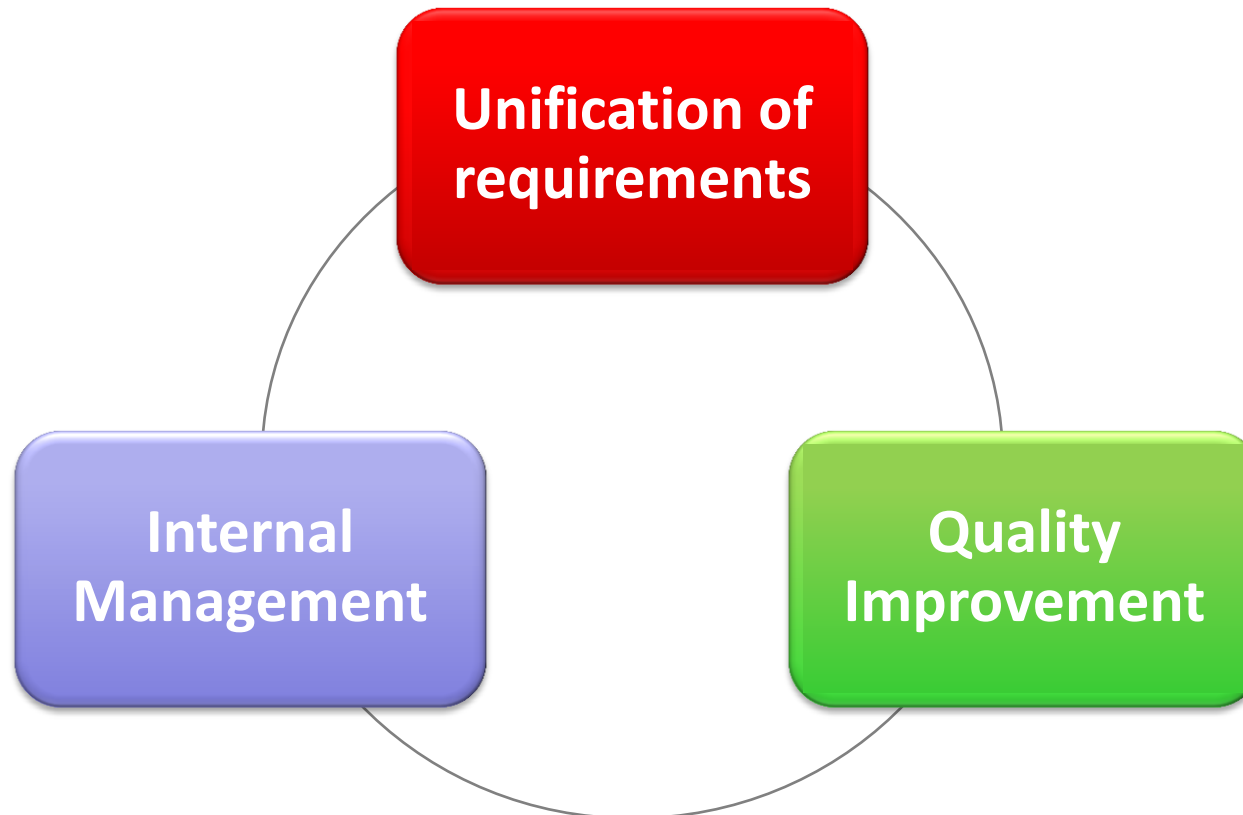 Unification of
requirements
Internal
Management
Quality
Improvement